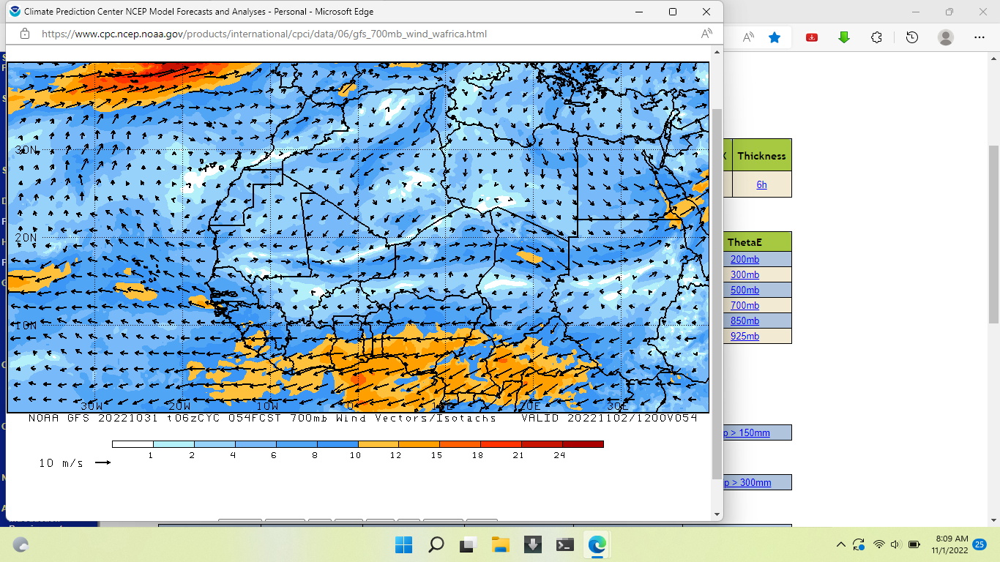 Climate Prediction Center NCEP Model Forecasts and Analyses - Personal - Microsoft Edge
https://www.cpc.ncep.noaa.gov/products/international/cpci/data/06/gfs_700mb_wind_wafrica.html
30N
20N
10N
30W 20W 10W 0 10E 20E 30E
NOAA GFS 20221031 t06zCYC 054FCST 700mb Wind Vectors/Isotachs VALID 20221102/1200V054
1 2 4 6 8 10 12 15 18 21 24
10 m/s
Thickness
6h
ThetaE
200mb
300mb
500mb
700mb
850mb
925mb
p > 150mm
p > 300mm
8:09 AM
11/1/2022
25